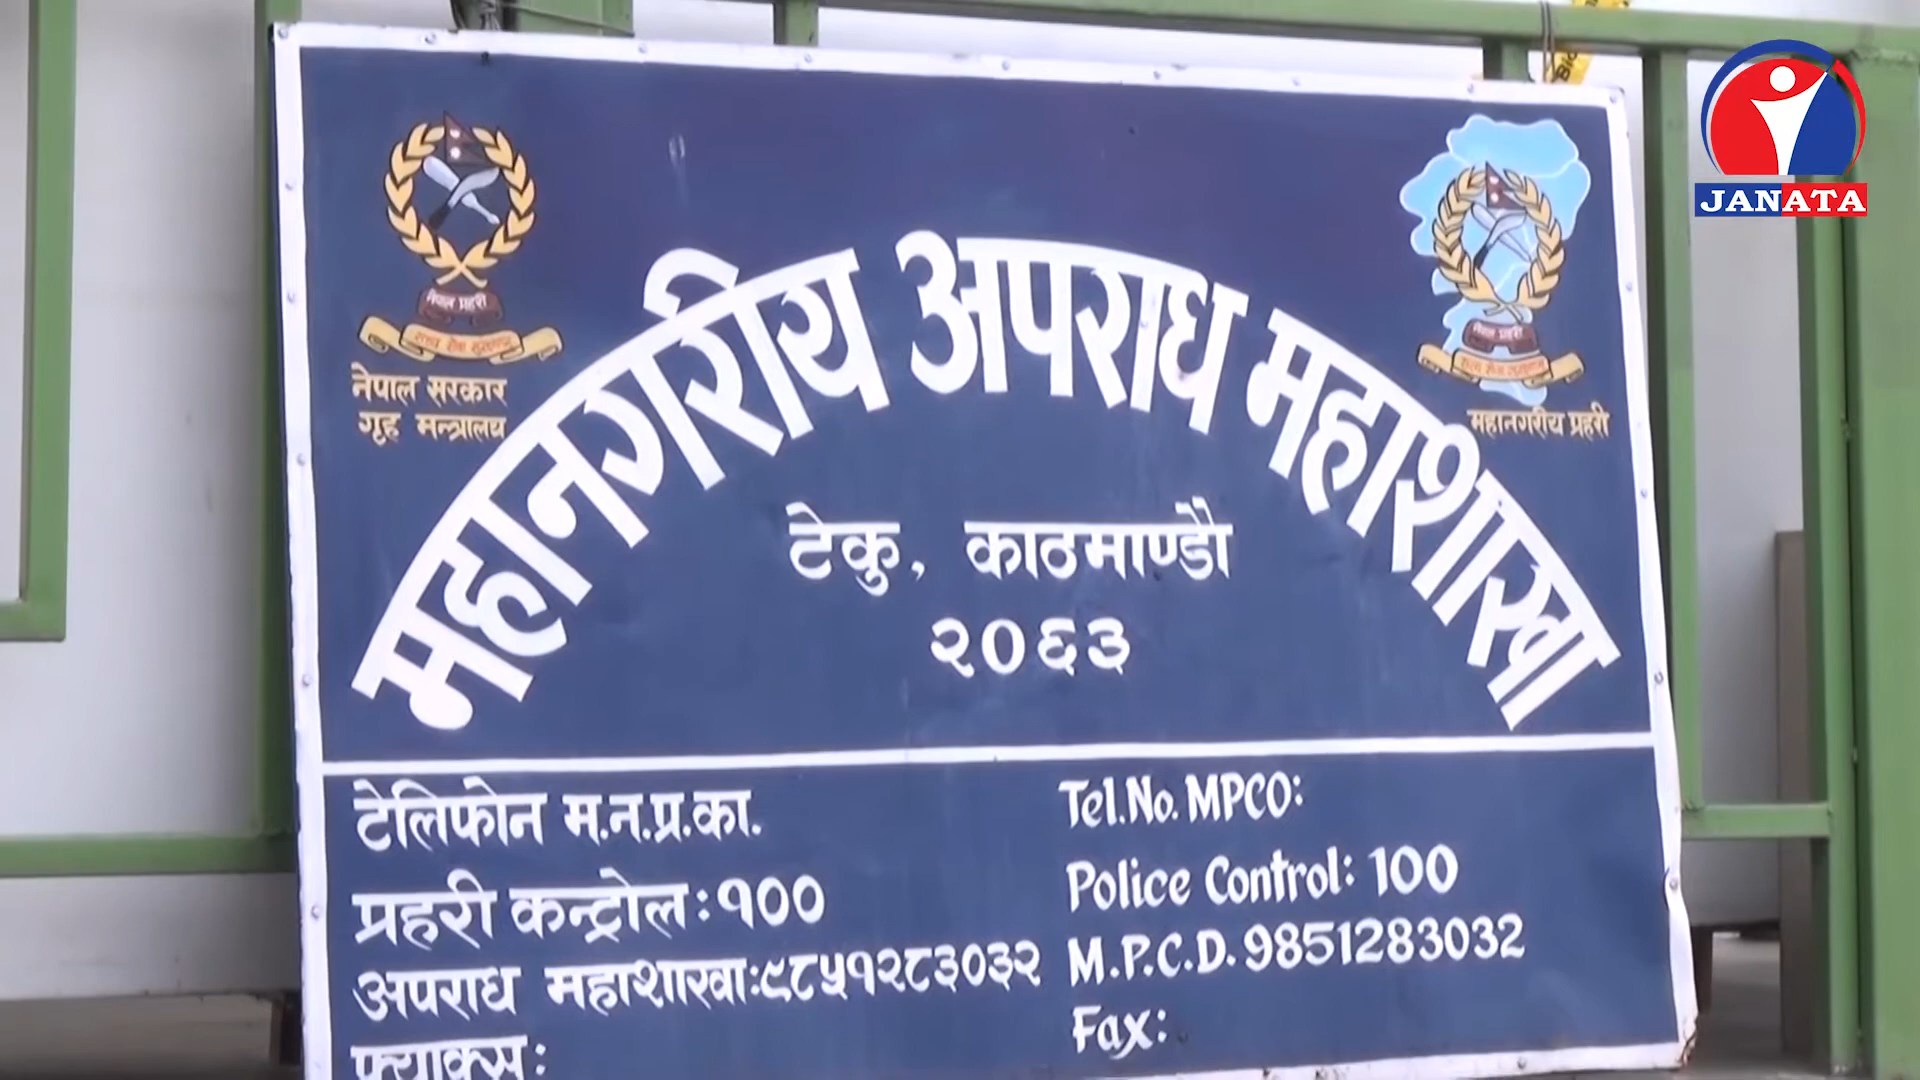 JANATA
नेपाल प्रहरी
नेपाल सरकार
गृह मन्त्रालय
महानगरीय प्रहरी
महानगरीय अपराध महाशाखा
टेकु, काठमाण्डौ
२०६३
टेलिफोन म.न.प्र.का.
प्रहरी कन्ट्रोल:१००
अपराध महाशाखा:९८५१२८३०३२
फ्याक्स:
Tel.No. MPCO:
Police Control: 100
M.P.C.D. 9851283032
Fax: